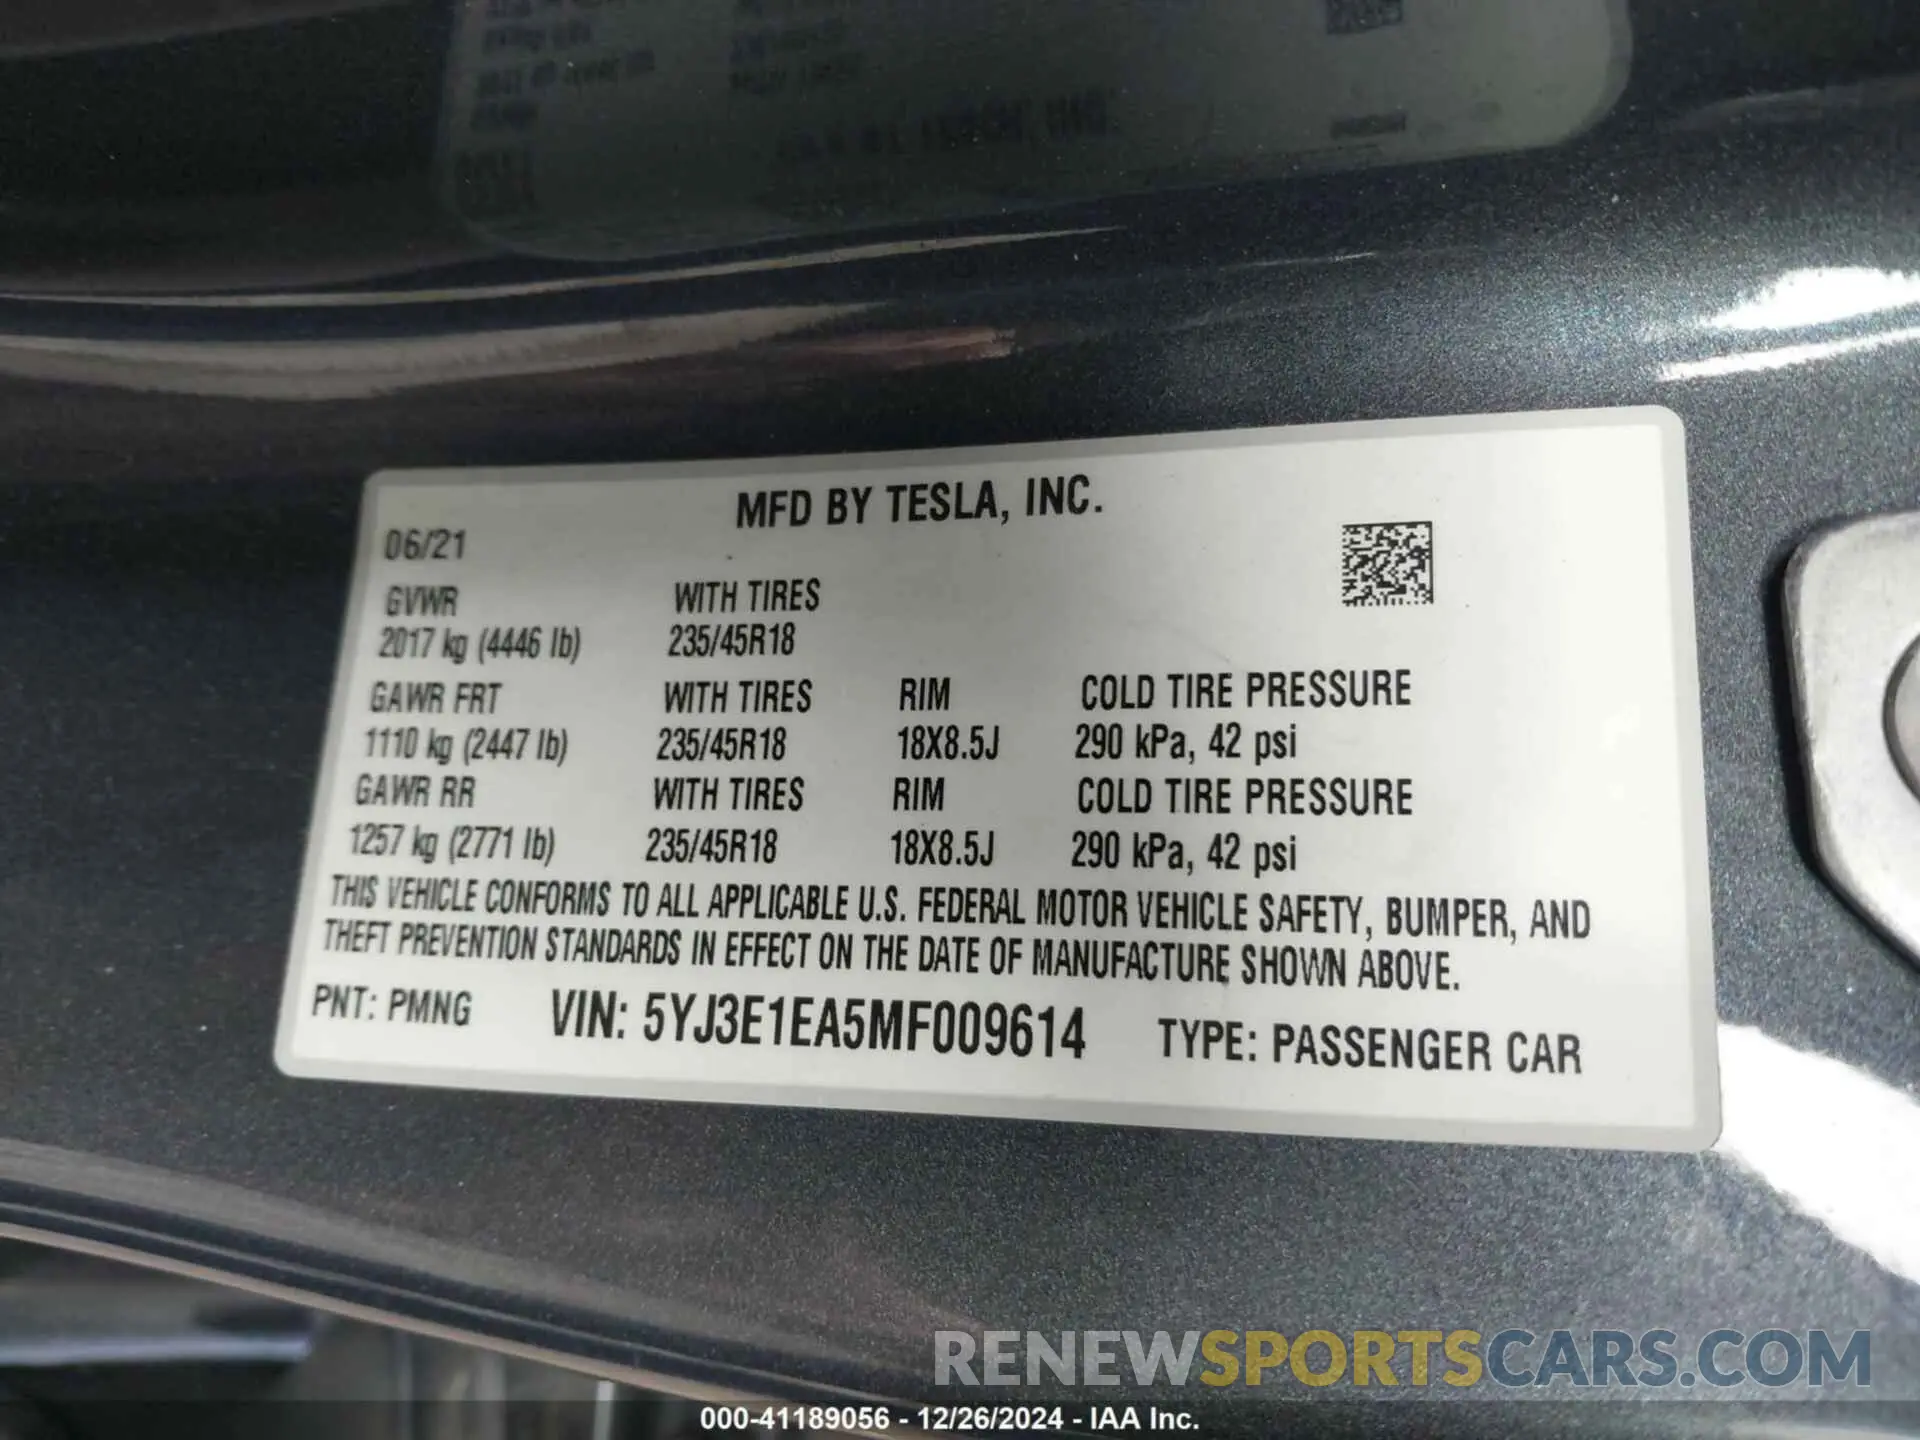 MFD BY TESLA, INC.
06/21
GVWR WITH TIRES
2017 kg (4446 lb) 235/45R18
GAWR FRT WITH TIRES RIM COLD TIRE PRESSURE
1110 kg (2447 lb) 235/45R18 18X8.5J 290 kPa, 42 psi
GAWR RR WITH TIRES RIM COLD TIRE PRESSURE
1257 kg (2771 lb) 235/45R18 18X8.5J 290 kPa, 42 psi
THIS VEHICLE CONFORMS TO ALL APPLICABLE U.S. FEDERAL MOTOR VEHICLE SAFETY, BUMPER, AND
THEFT PREVENTION STANDARDS IN EFFECT ON THE DATE OF MANUFACTURE SHOWN ABOVE.
PNT: PMNG VIN: 5YJ3E1EA5MF009614 TYPE: PASSENGER CAR
RENEWSPORTSCARS.COM
000-41189056 - 12/26/2024 - IAA Inc.